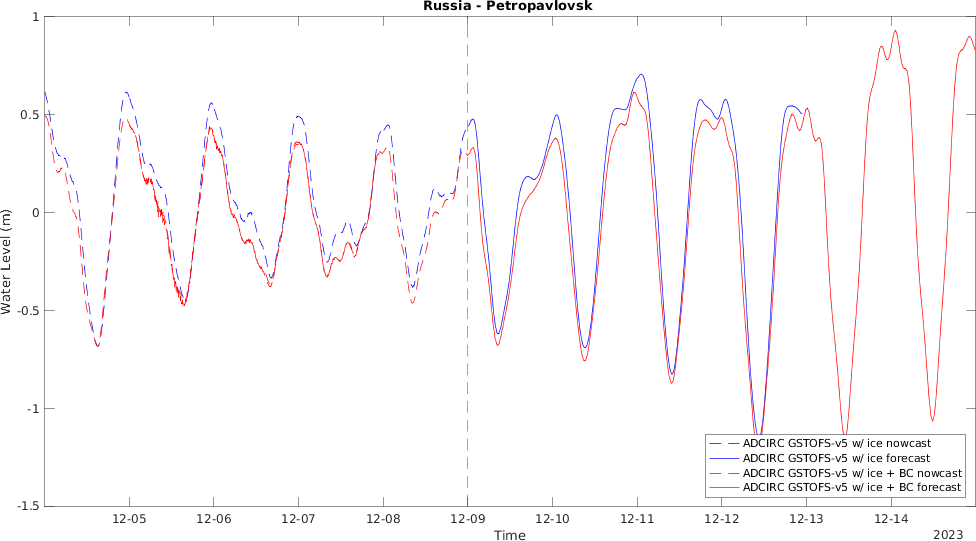 Russia - Petropavlovsk
1
0.5
0
-0.5
-1
-1.5
Water Level (m)
ADCIRC GSTOFS-v5 w/ ice nowcast
ADCIRC GSTOFS-v5 w/ ice forecast
ADCIRC GSTOFS-v5 w/ ice + BC nowcast
ADCIRC GSTOFS-v5 w/ ice + BC forecast
12-05 12-06 12-07 12-08 12-09 12-10 12-11 12-12 12-13 12-14
Time
2023